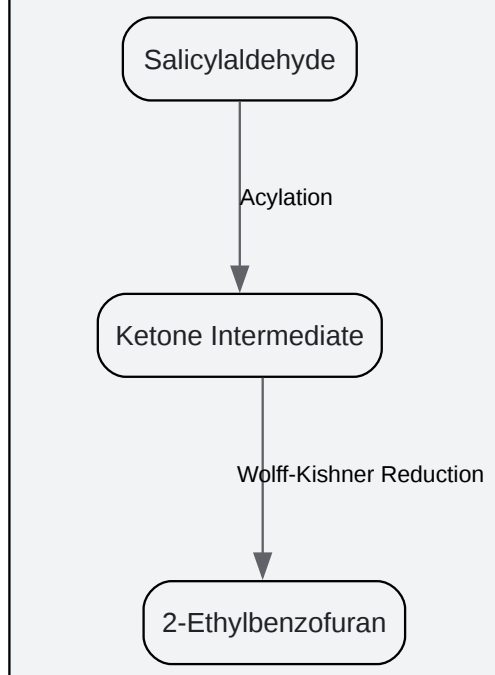 Salicylaldehyde
Acylation
Ketone Intermediate
Wolff-Kishner Reduction
2-Ethylbenzofuran